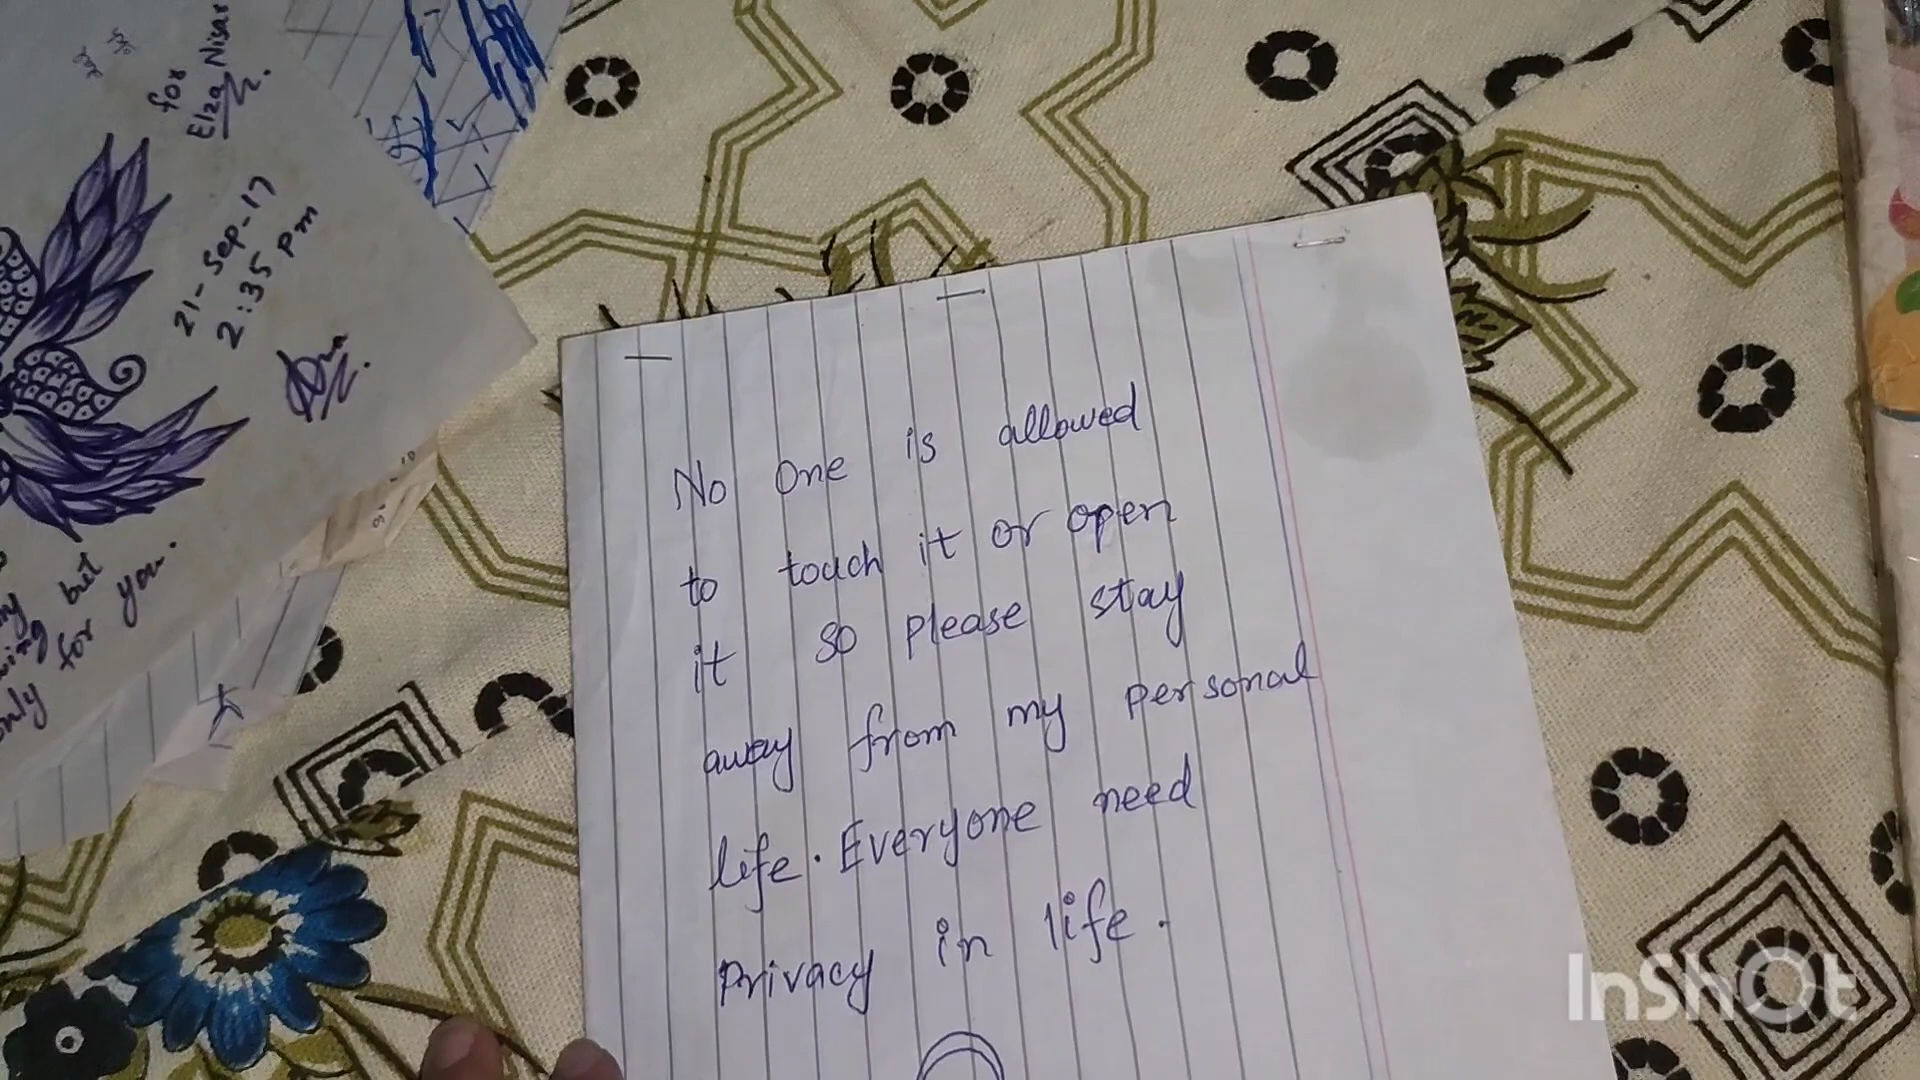 for
Elza Nisar
21-Sep-17
2:35 pm
but
only for you.
No one is allowed
to touch it or open
it so please stay
away from my personal
life. Everyone need
Privacy in life.
InShot